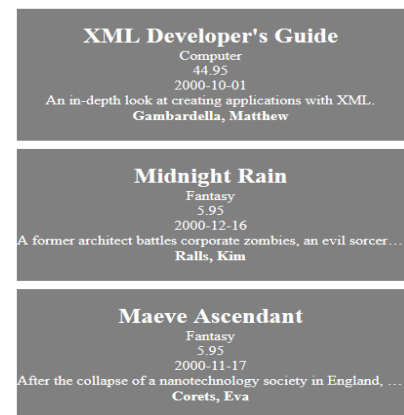 XML Developer's Guide
Computer
44.95
2000-10-01
An in-depth look at creating applications with XML.
Gambardella, Matthew
Midnight Rain
Fantasy
5.95
2000-12-16
A former architect battles corporate zombies, an evil sorcer...
Ralls, Kim
Maeve Ascendant
Fantasy
5.95
2000-11-17
After the collapse of a nanotechnology society in England, ...
Corets, Eva